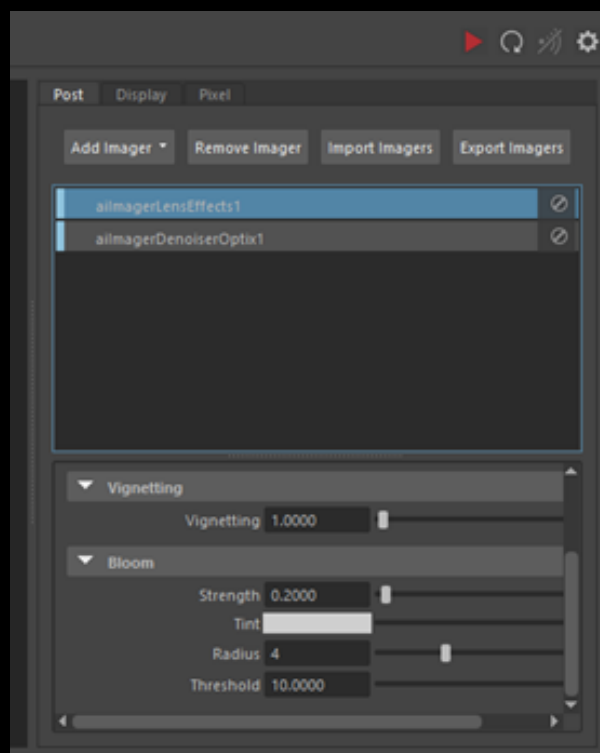 Post Display Pixel
Add Imager Remove Imager Import Imagers Export Imagers
aiImagerLensEffects1
aiImagerDenoiserOptix1
Vignetting
Vignetting 1.0000
Bloom
Strength 0.2000
Tint
Radius 4
Threshold 10.0000